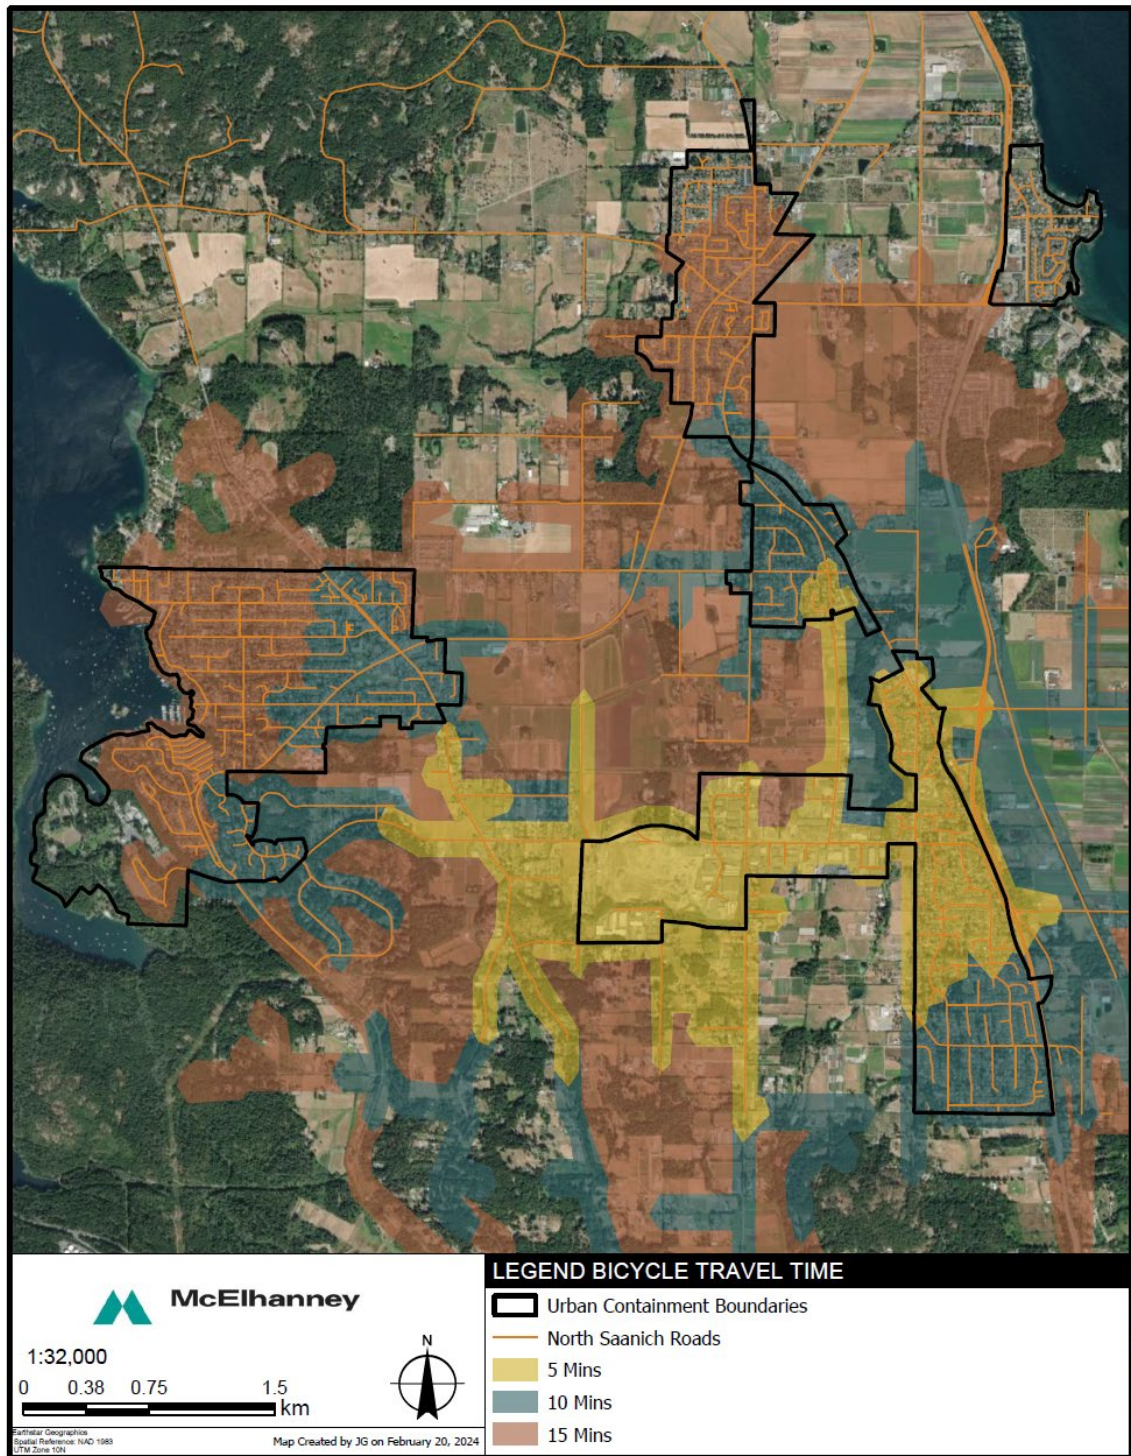 McElhanney
1:32,000
0 0.38 0.75 1.5
km
N
Earthstar Geographics
Spatial Reference: NAD 1983
UTM Zone 10N
Map Created by JG on February 20, 2024
LEGEND BICYCLE TRAVEL TIME
Urban Containment Boundaries
North Saanich Roads
5 Mins
10 Mins
15 Mins